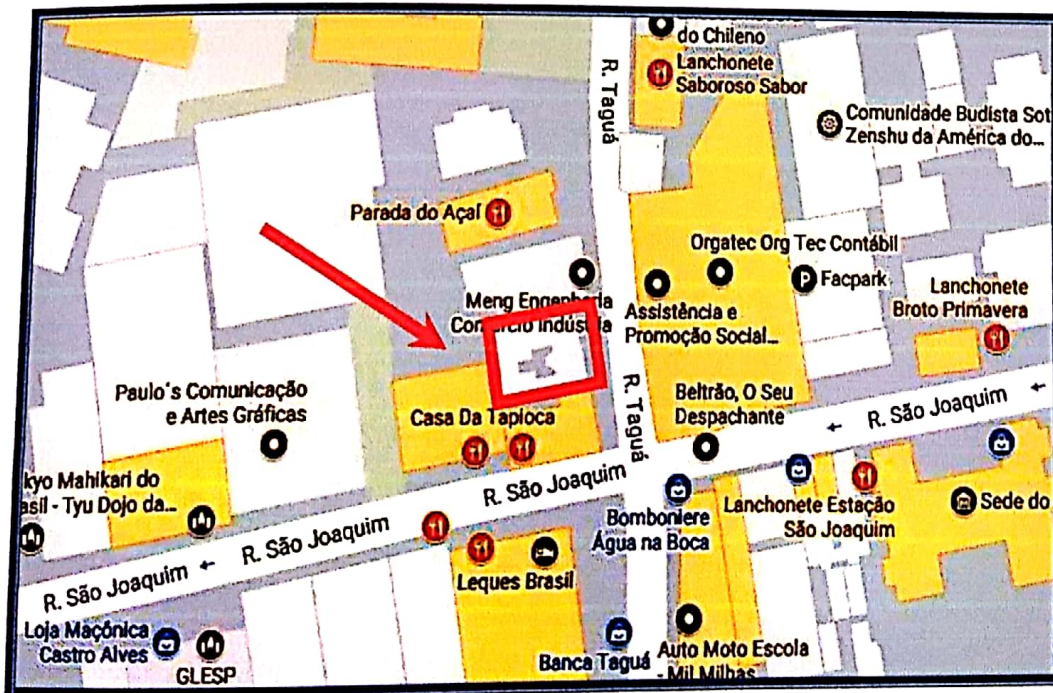 do Chileno
Lanchonete
Saboroso Sabor
R. Taguá
Comunidade Budista Sot
Zenshu da América do...
Parada do Açaí
Orgatec Org Tec Contábil
P
Facpark
Meng Engenharia
Comércio Indústria
Assistência e
Promoção Social...
Lanchonete
Broto Primavera
Paulo's Comunicação
e Artes Gráficas
Casa Da Tapioca
R. Taguá
Beltrão, O Seu
Despachante
R. São Joaquim
kyo Mahikari do
asil - Tyu Dojo da...
R. São Joaquim
Bomboniere
Água na Boca
Lanchonete Estação
São Joaquim
Sede do
R. São Joaquim
R. São Joaquim
Leques Brasil
Loja Maçônica
Castro Alves
GLESP
Banca Taguá
Auto Moto Escola
- Mil Milhas